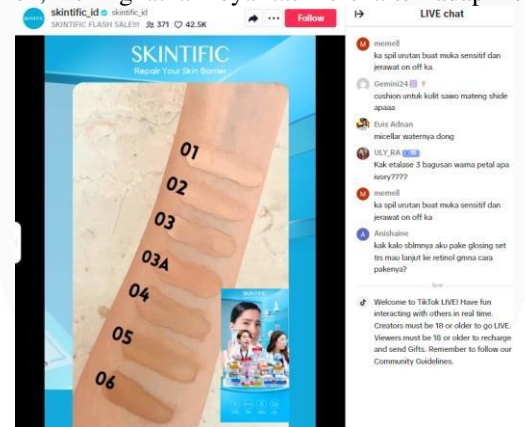 skintific_id skintific_id
SKINTIFIC FLASH SALE!!! 371 42.5K
Follow
SKINTIFIC
Repair Your Skin Barrier
01
02
03
03A
04
05
06
LIVE chat
memell
ka spil urutan buat muka sensitif dan
jerawat on off ka
Gemini24
cushion untuk kulit sawo mateng shide
apaaa
Euis Adnan
micellar waternya dong
ULY_RA
Kak etalase 3 bagusan warna petal apa
ivory????
memell
ka spil urutan buat muka sensitif dan
jerawat on off ka
Anishaine
kak kalo sblmnya aku pake glosing set
trs mau lanjut ke retinol gmna cara
pakenya?
Welcome to TikTok LIVE! Have fun
interacting with others in real time.
Creators must be 18 or older to go LIVE.
Viewers must be 18 or older to recharge
and send Gifts. Remember to follow our
Community Guidelines.